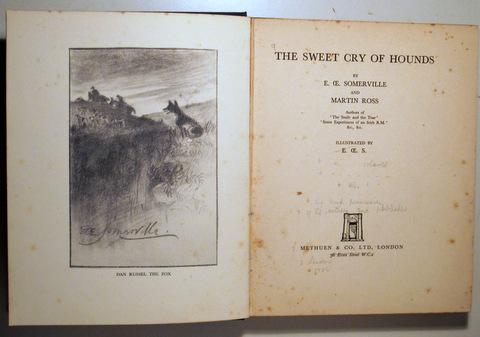 E. Œ. Somerville.
DAN RUSSEL THE FOX
THE SWEET CRY OF HOUNDS
BY
E. Œ. SOMERVILLE
AND
MARTIN ROSS
Authors of
"The Smile and the Tear"
"Some Experiences of an Irish R.M."
&c., &c.
ILLUSTRATED BY
E. Œ. S.
METHUEN & CO. LTD. LONDON
36 Essex Street W.C.2